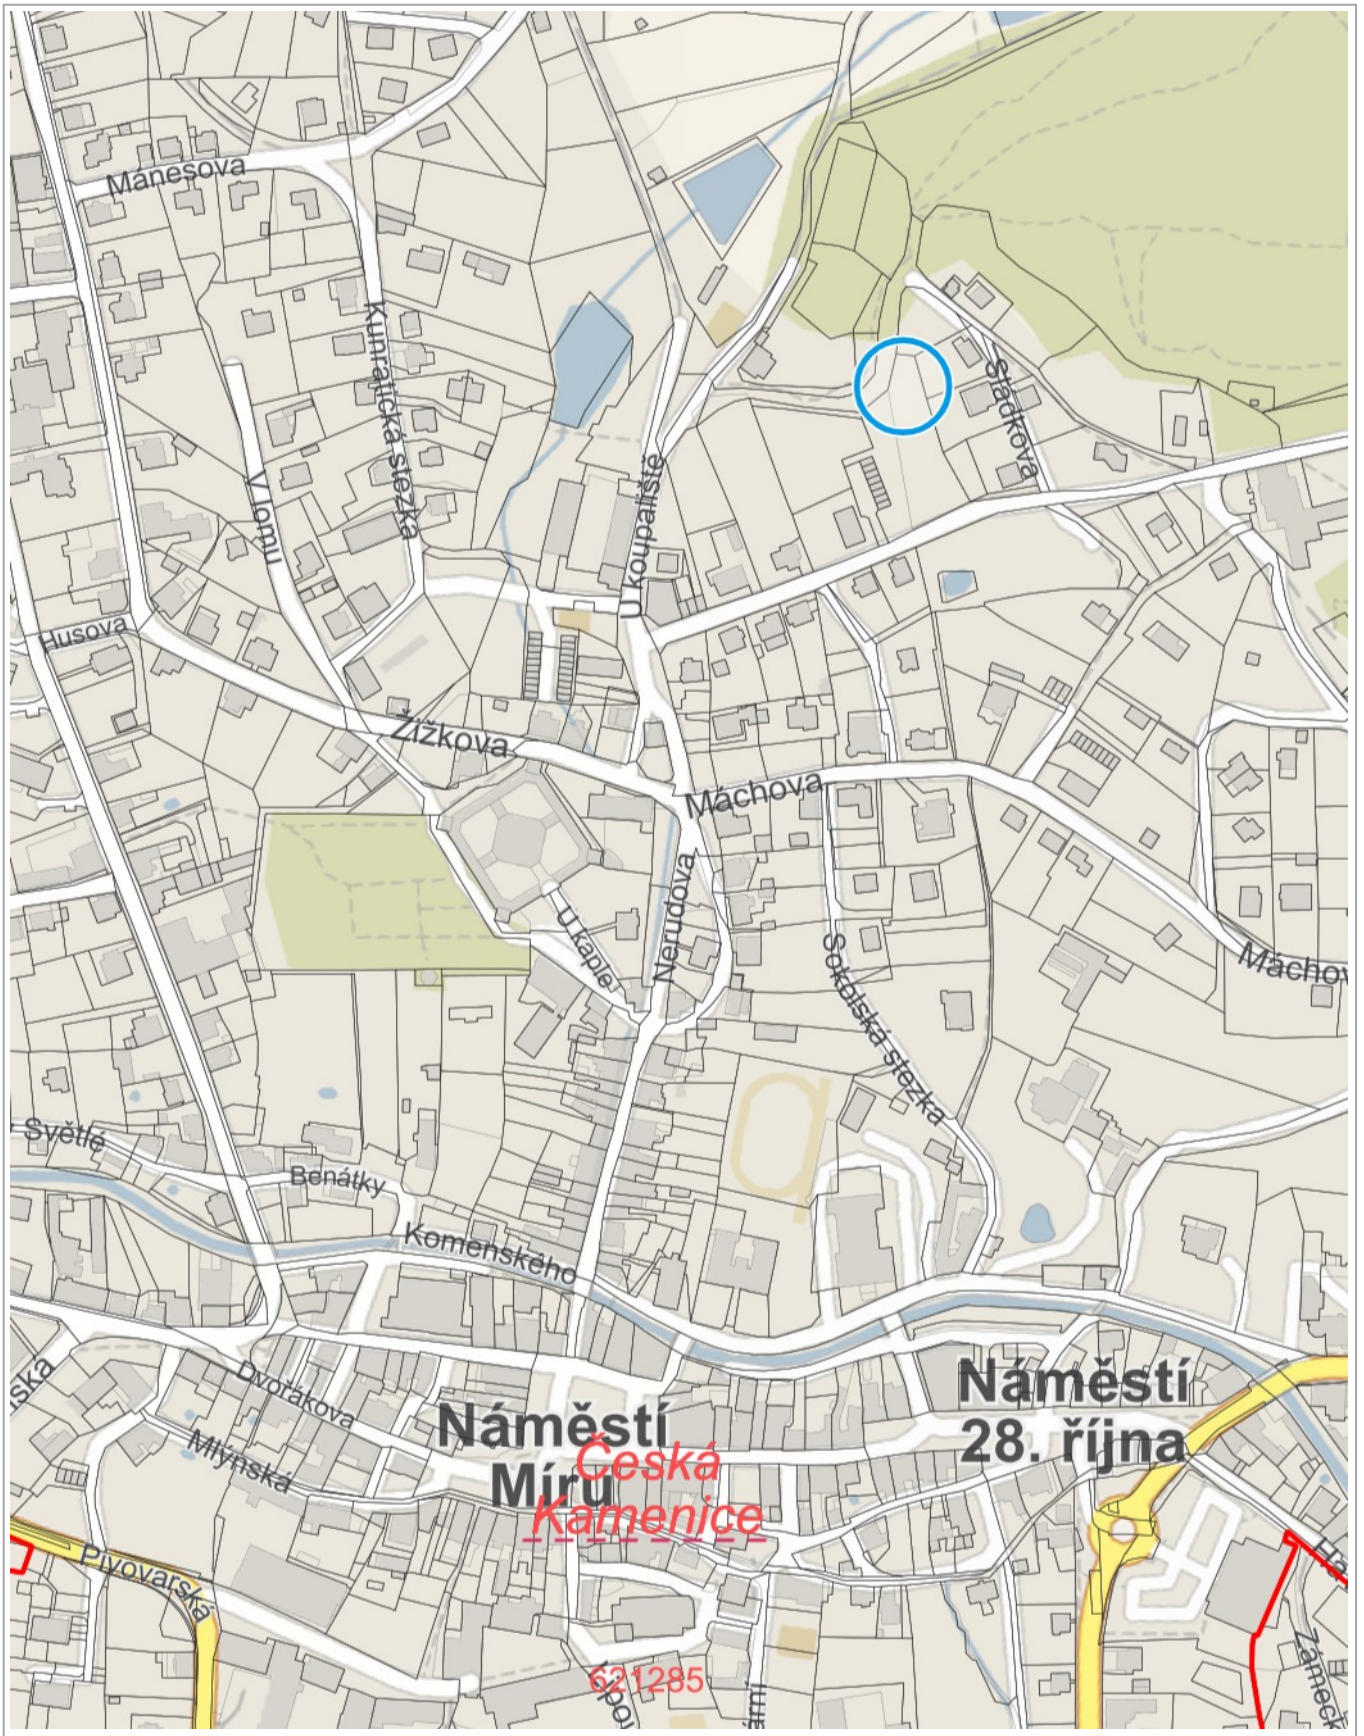 Mánesova
Kunratická stezka
Sládkova
V lomu
U koupaliště
Husova
Žižkova
Máchova
Nerudova
U kaple
Sokolská stezka
Světlé
Benátky
Komenského
Náměstí
28. října
Dvořákova
Náměstí
Míru
Česká
Kamenice
Mlýnská
Pivovarská
621285